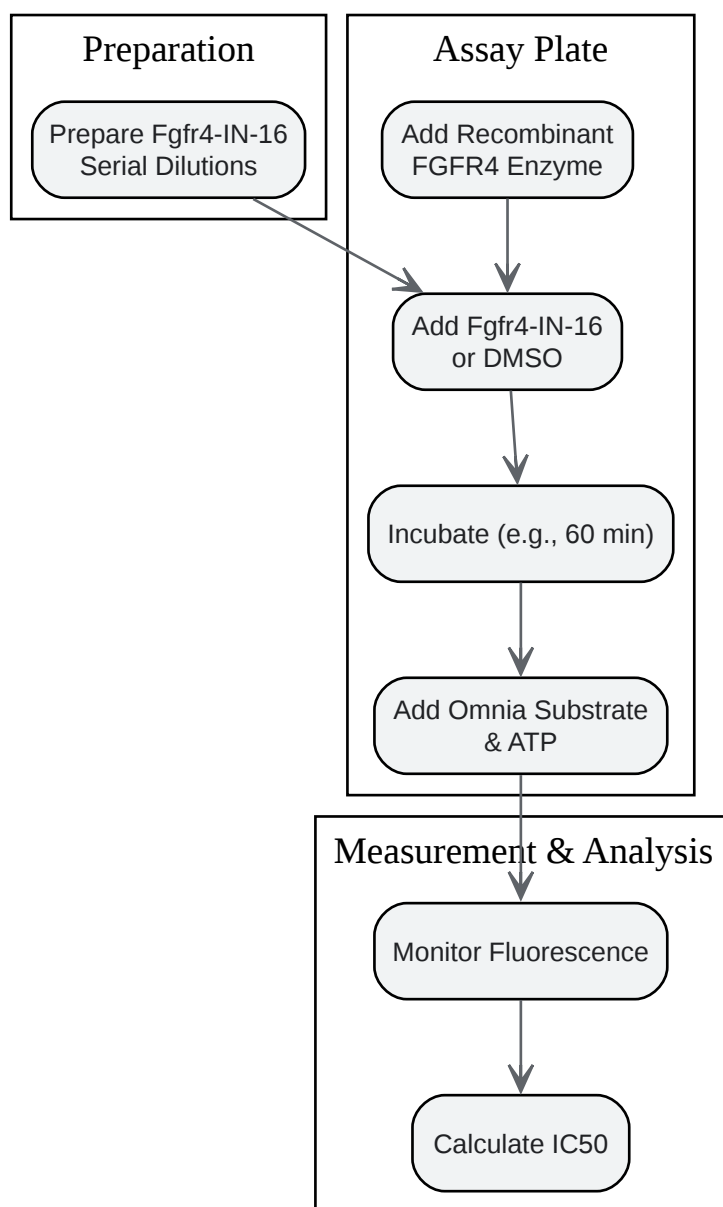 Preparation
Prepare Fgfr4-IN-16
Serial Dilutions
Assay Plate
Add Recombinant
FGFR4 Enzyme
Add Fgfr4-IN-16
or DMSO
Incubate (e.g., 60 min)
Add Omnia Substrate
& ATP
Measurement & Analysis
Monitor Fluorescence
Calculate IC50